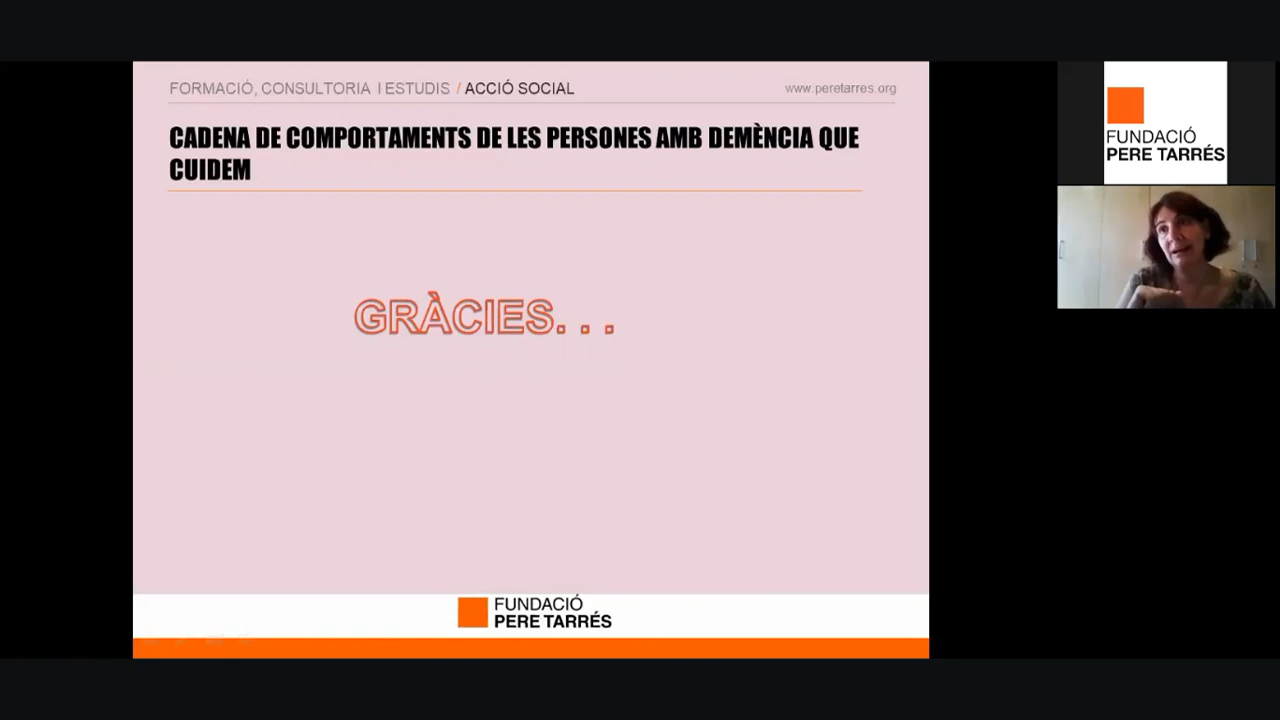 FORMACIÓ, CONSULTORIA I ESTUDIS / ACCIÓ SOCIAL
www.peretarres.org
CADENA DE COMPORTAMENTS DE LES PERSONES AMB DEMÈNCIA QUE
CUIDEM
GRÀCIES. . .
FUNDACIÓ
PERE TARRÉS
FUNDACIÓ
PERE TARRÉS